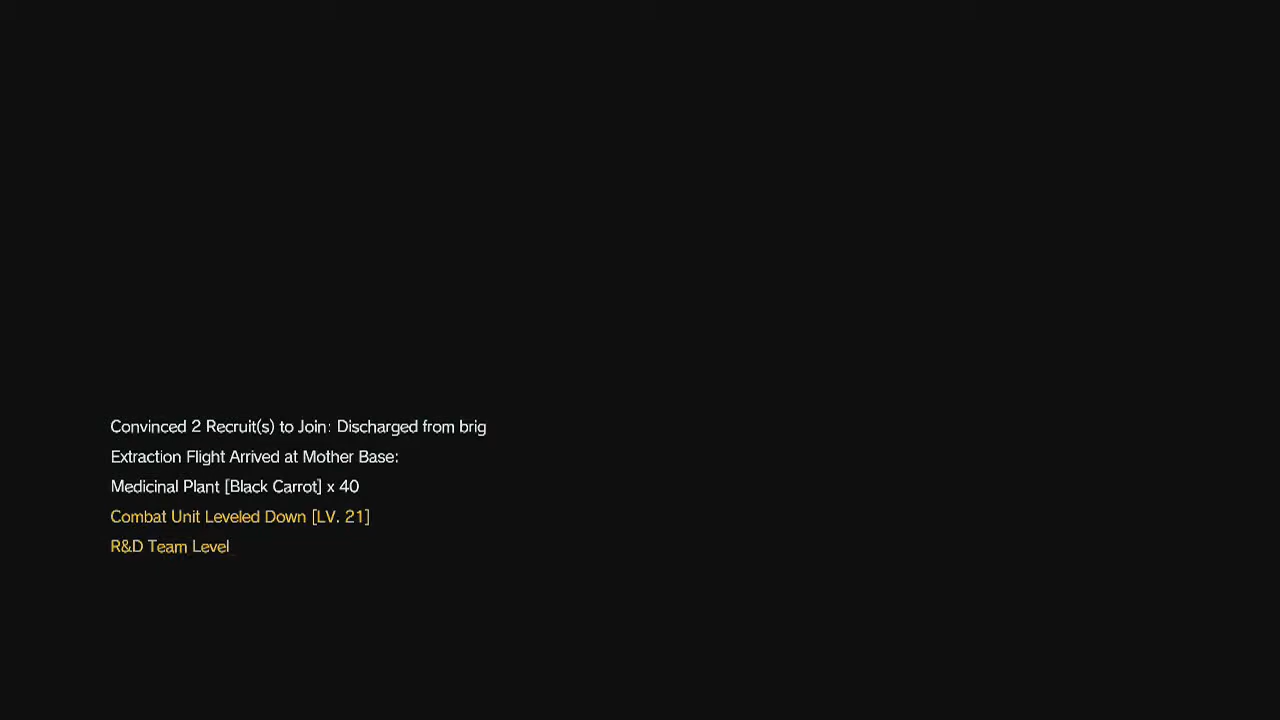 Convinced 2 Recruit(s) to Join: Discharged from brig
Extraction Flight Arrived at Mother Base:
Medicinal Plant [Black Carrot] x 40
Combat Unit Leveled Down [LV. 21]
R&D Team Level